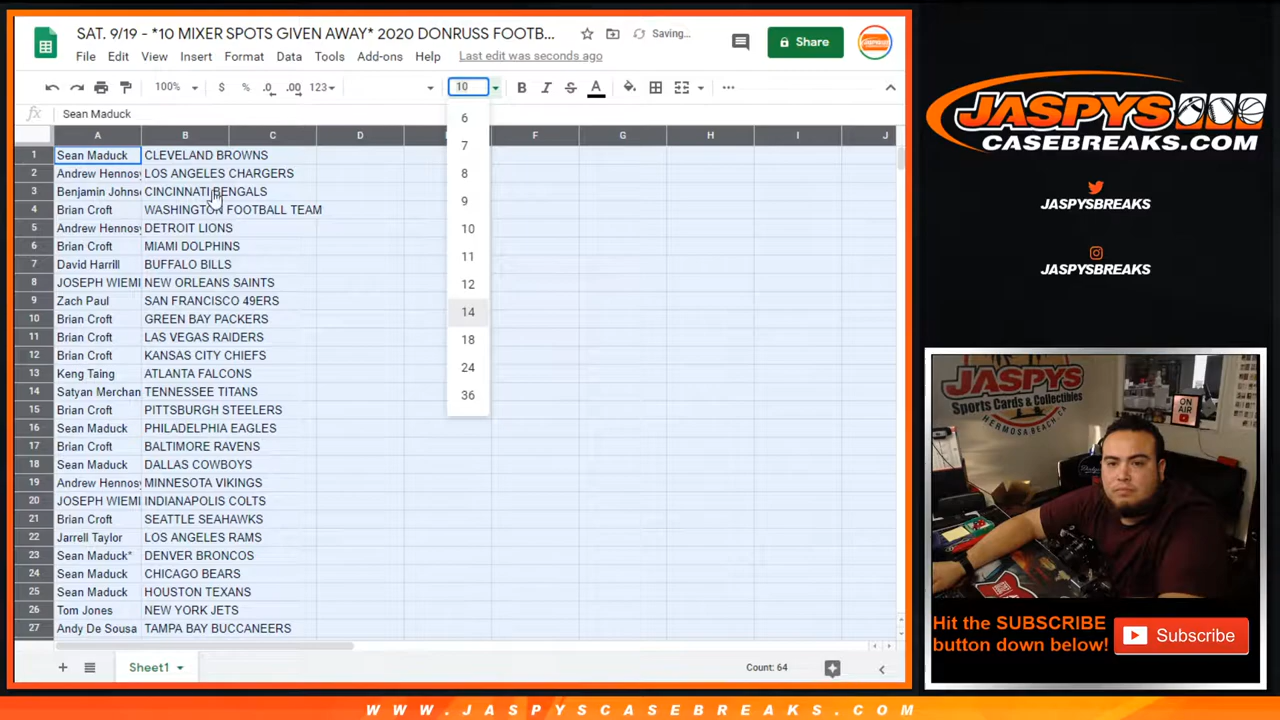 SAT. 9/19 - *10 MIXER SPOTS GIVEN AWAY* 2020 DONRUSS FOOTB...
Saving...
Share
File Edit View Insert Format Data Tools Add-ons Help Last edit was seconds ago
100% $ % .0 .00 123 10 B I S A
fx Sean Maduck
A B C D F G H I J
1 Sean Maduck CLEVELAND BROWNS
2 Andrew Hennos LOS ANGELES CHARGERS
3 Benjamin Johns CINCINNATI BENGALS
4 Brian Croft WASHINGTON FOOTBALL TEAM
5 Andrew Hennos DETROIT LIONS
6 Brian Croft MIAMI DOLPHINS
7 David Harrill BUFFALO BILLS
8 JOSEPH WIEM NEW ORLEANS SAINTS
9 Zach Paul SAN FRANCISCO 49ERS
10 Brian Croft GREEN BAY PACKERS
11 Brian Croft LAS VEGAS RAIDERS
12 Brian Croft KANSAS CITY CHIEFS
13 Keng Taing ATLANTA FALCONS
14 Satyan Merchan TENNESSEE TITANS
15 Brian Croft PITTSBURGH STEELERS
16 Sean Maduck PHILADELPHIA EAGLES
17 Brian Croft BALTIMORE RAVENS
18 Sean Maduck DALLAS COWBOYS
19 Andrew Hennos MINNESOTA VIKINGS
20 JOSEPH WIEM INDIANAPOLIS COLTS
21 Brian Croft SEATTLE SEAHAWKS
22 Jarrell Taylor LOS ANGELES RAMS
23 Sean Maduck* DENVER BRONCOS
24 Sean Maduck CHICAGO BEARS
25 Sean Maduck HOUSTON TEXANS
26 Tom Jones NEW YORK JETS
27 Andy De Sousa TAMPA BAY BUCCANEERS
6
7
8
9
10
11
12
14
18
24
36
Sheet1
Count: 64
JASPYS
CASEBREAKS.COM
JASPYSBREAKS
JASPYSBREAKS
JASPYS
Sports Cards & Collectibles
HERMOSA BEACH, CA
ON AIR
Hit the SUBSCRIBE
button down below!
Subscribe
WWW.JASPYSCASEBREAKS.COM